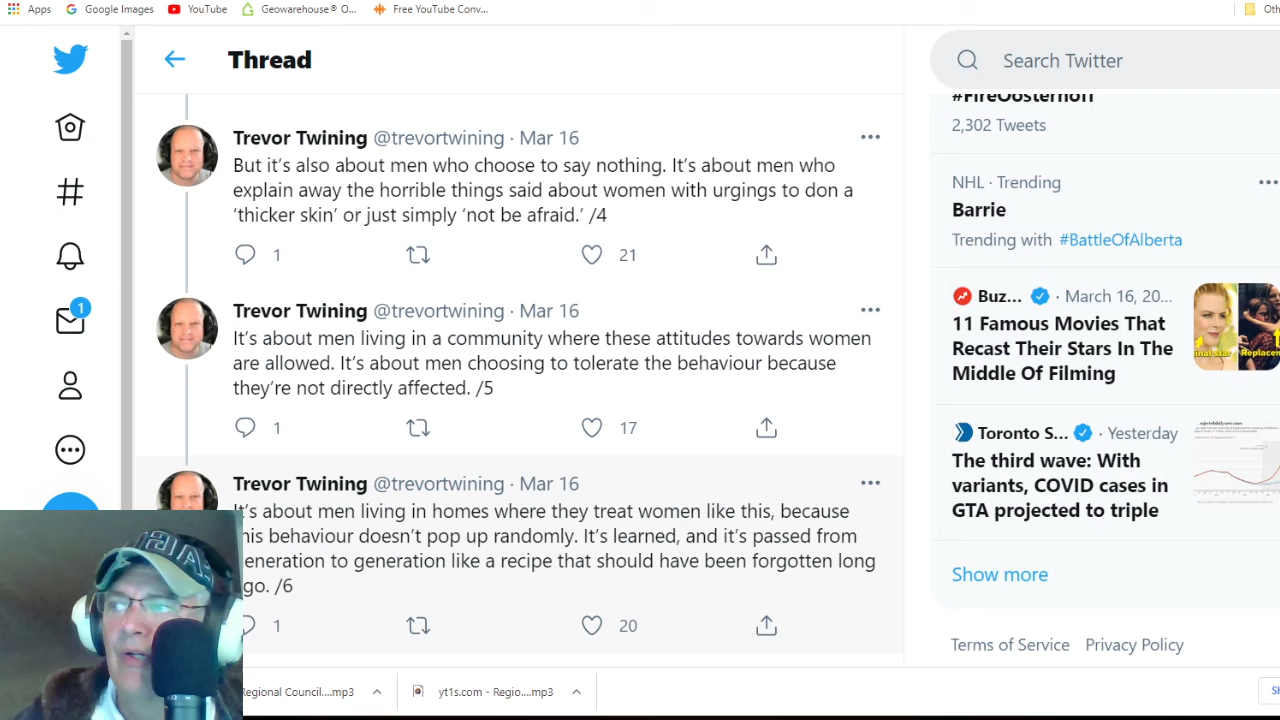 Apps Google Images YouTube Geowarehouse® O... Free YouTube Conv...
Thread
Search Twitter
2,302 Tweets
Trevor Twining @trevortwining · Mar 16
But it's also about men who choose to say nothing. It's about men who
explain away the horrible things said about women with urgings to don a
‘thicker skin’ or just simply ‘not be afraid.’ /4
1 21
Trevor Twining @trevortwining · Mar 16
It's about men living in a community where these attitudes towards women
are allowed. It's about men choosing to tolerate the behaviour because
they're not directly affected. /5
1 17
Trevor Twining @trevortwining · Mar 16
It's about men living in homes where they treat women like this, because
his behaviour doesn't pop up randomly. It's learned, and it's passed from
eneration to generation like a recipe that should have been forgotten long
go. /6
1 20
NHL · Trending
Barrie
Trending with #BattleOfAlberta
Buz... · March 16, 20...
11 Famous Movies That
Recast Their Stars In The
Middle Of Filming
Toronto S... · Yesterday
The third wave: With
variants, COVID cases in
GTA projected to triple
Show more
Terms of Service Privacy Policy
1
Regional Council....mp3
yt1s.com - Regio....mp3